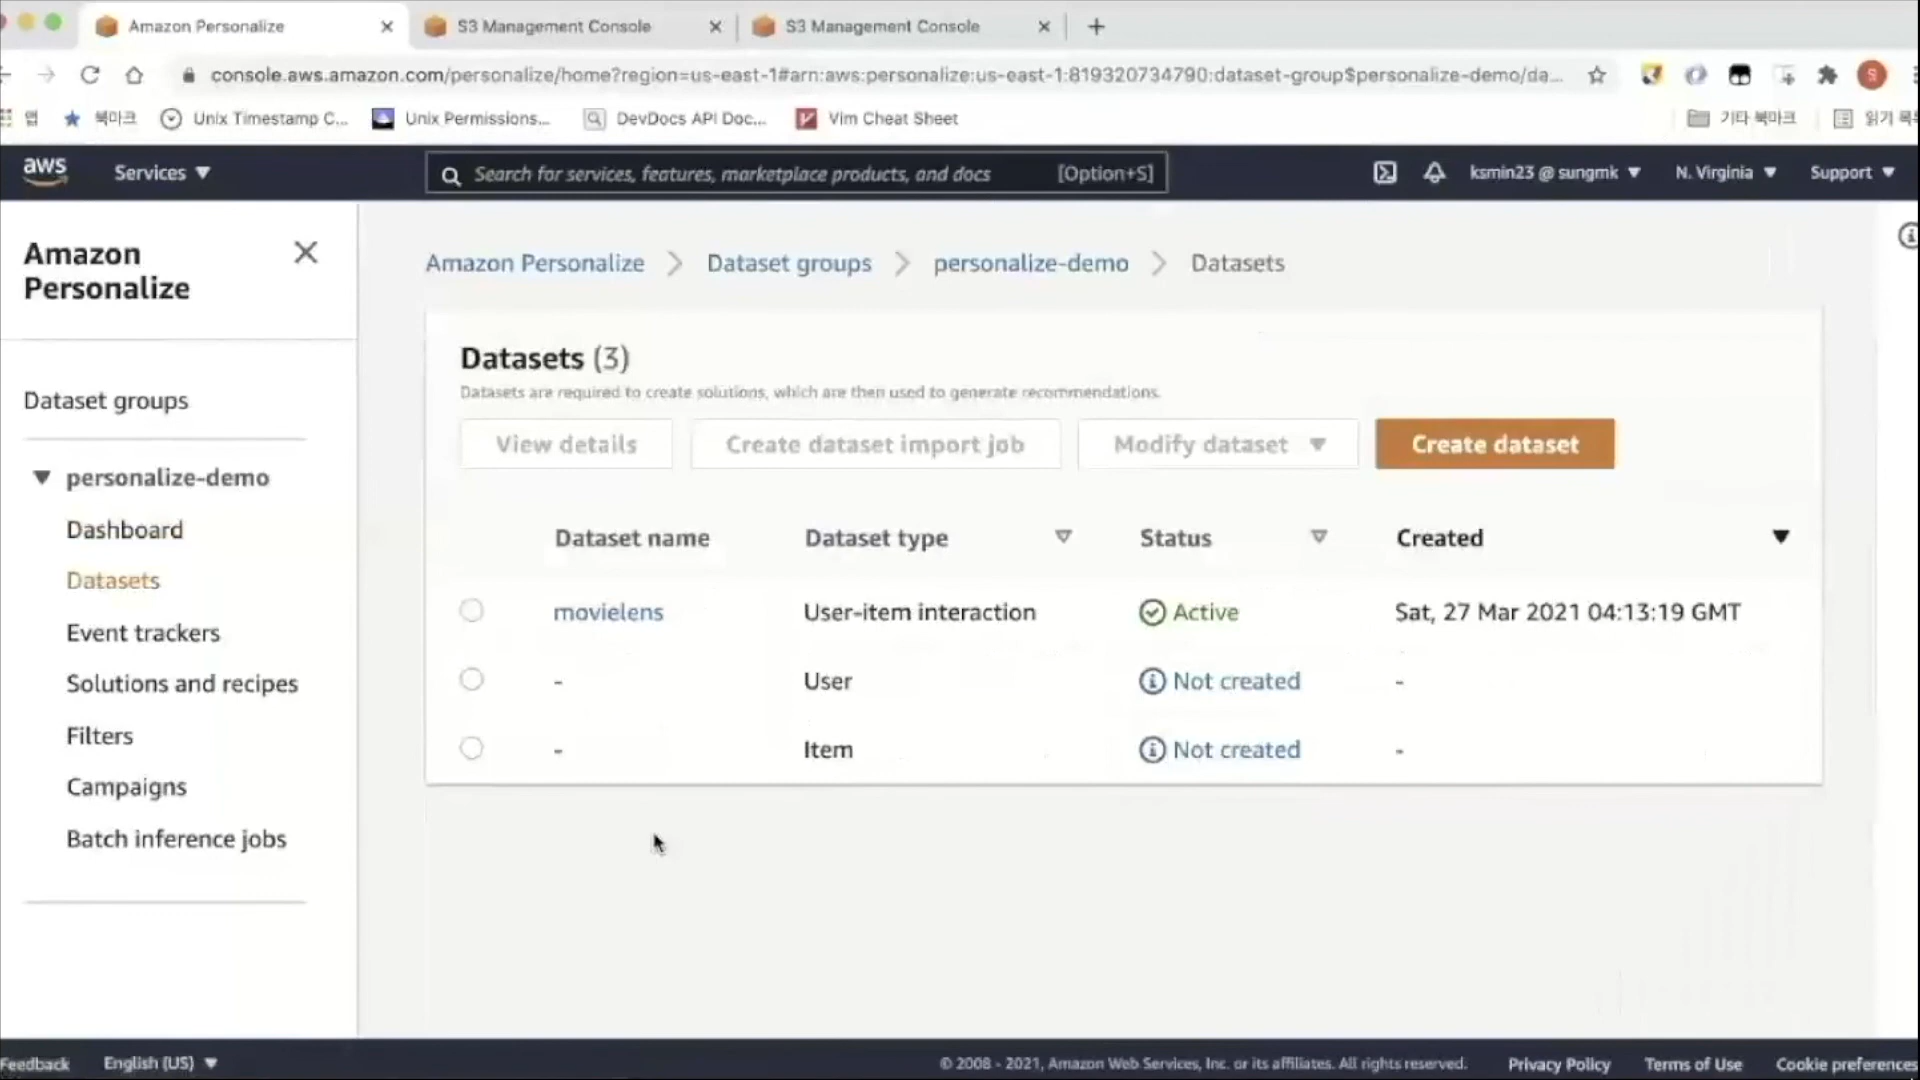 Amazon Personalize
S3 Management Console
S3 Management Console
console.aws.amazon.com/personalize/home?region=us-east-1#arn:aws:personalize:us-east-1:819320734790:dataset-group$personalize-demo/da...
S
앱
북마크
Unix Timestamp C...
Unix Permissions...
DevDocs API Doc...
Vim Cheat Sheet
기타 북마크
읽기 목
aws
Services
Search for services, features, marketplace products, and docs
[Option+S]
ksmin23 @ sungmk
N. Virginia
Support
Amazon
Personalize
Dataset groups
personalize-demo
Dashboard
Datasets
Event trackers
Solutions and recipes
Filters
Campaigns
Batch inference jobs
Amazon Personalize > Dataset groups > personalize-demo > Datasets
Datasets (3)
Datasets are required to create solutions, which are then used to generate recommendations.
View details
Create dataset import job
Modify dataset
Create dataset
Dataset name Dataset type Status Created
movielens User-item interaction Active Sat, 27 Mar 2021 04:13:19 GMT
- User Not created -
- Item Not created -
Feedback
English (US)
© 2008 - 2021, Amazon Web Services, Inc. or its affiliates. All rights reserved.
Privacy Policy
Terms of Use
Cookie preferences